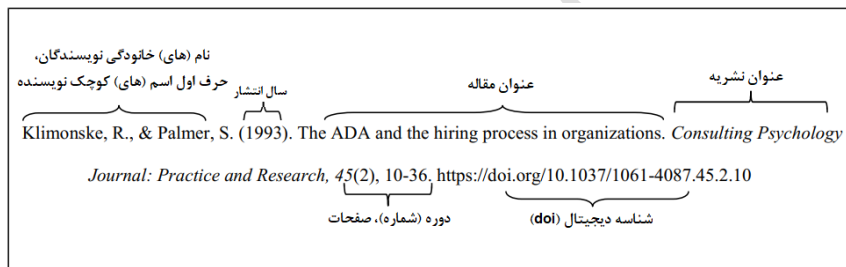 نام (های) خانودگی نویسندگان،
حرف اول اسم (های) کوچک نویسنده
سال انتشار
عنوان مقاله
عنوان نشریه
Klimonske, R., & Palmer, S. (1993). The ADA and the hiring process in organizations. Consulting Psychology
Journal: Practice and Research, 45(2), 10-36. https://doi.org/10.1037/1061-4087.45.2.10
دوره (شماره)، صفحات
شناسه دیجیتال (doi)